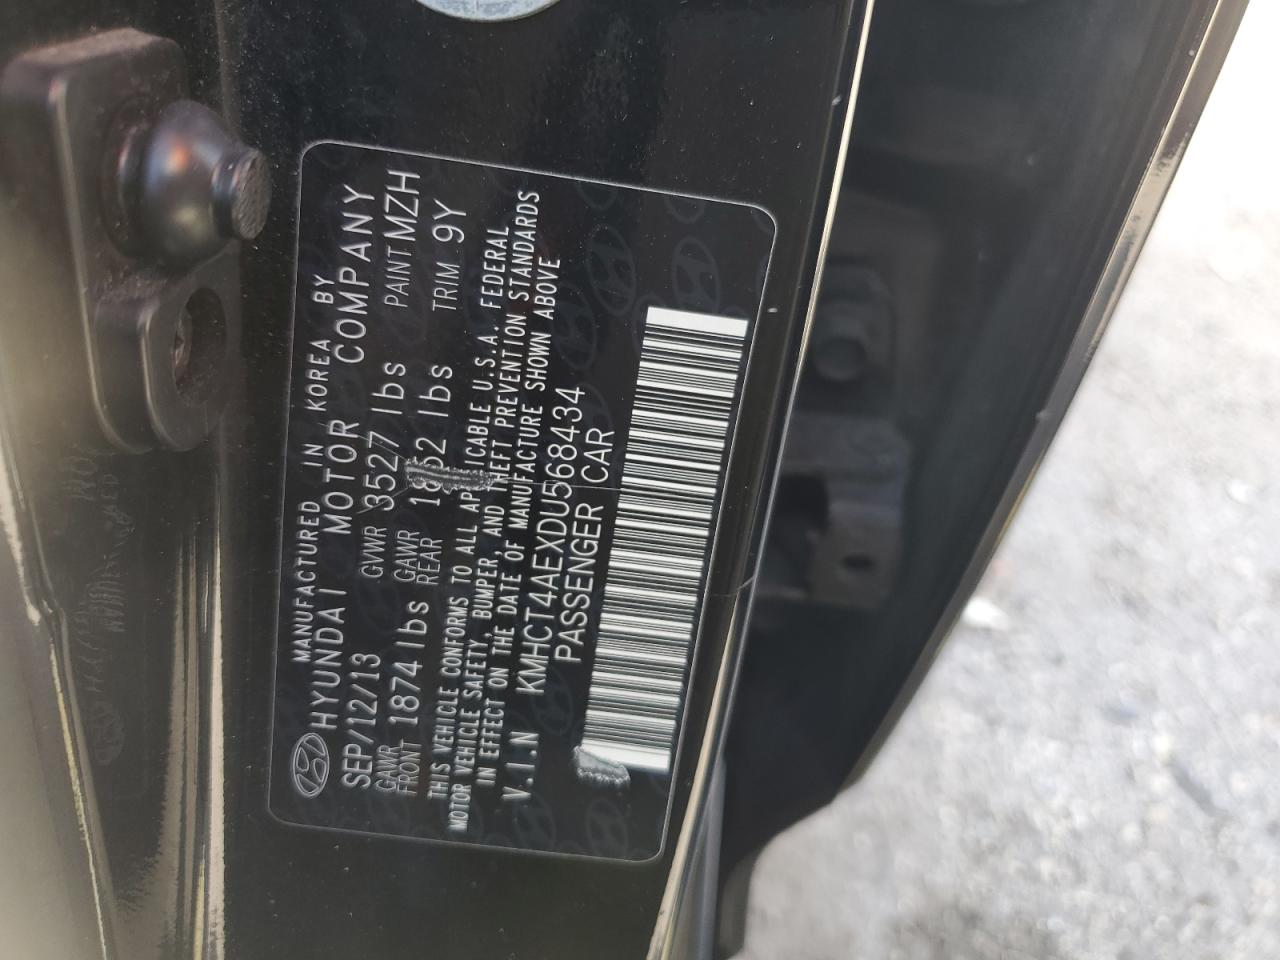 MANUFACTURED IN KOREA BY
HYUNDAI MOTOR COMPANY
SEP/12/13 GVWR 3527 lbs PAINT MZH
GAWR FRONT 1874 lbs GAWR REAR lbs TRIM 9Y
THIS VEHICLE CONFORMS TO ALL APPLICABLE U.S.A. FEDERAL
MOTOR VEHICLE SAFETY, BUMPER, AND THEFT PREVENTION STANDARDS
IN EFFECT ON THE DATE OF MANUFACTURE SHOWN ABOVE
V.I.N KMHCT4AEXDU568434
PASSENGER CAR